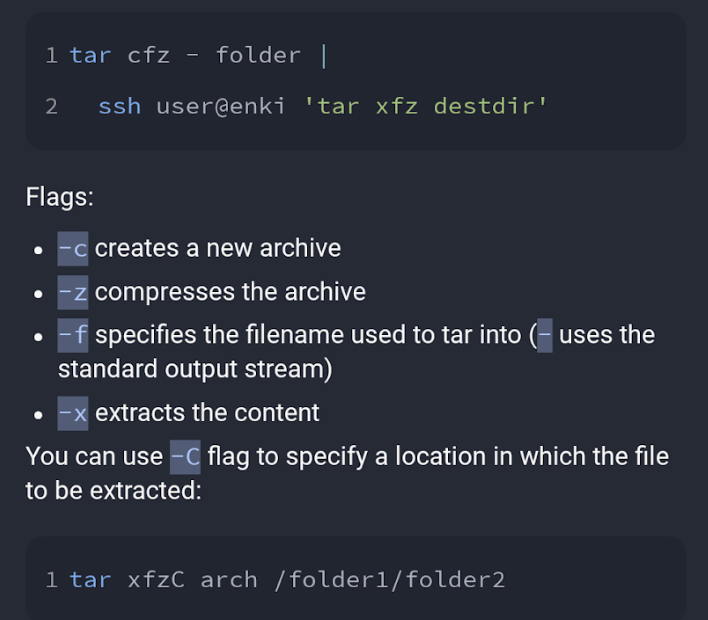 1 tar cfz - folder |
2 ssh user@enki 'tar xfz destdir'
Flags:
• -c creates a new archive
• -z compresses the archive
• -f specifies the filename used to tar into (- uses the
standard output stream)
• -x extracts the content
You can use -C flag to specify a location in which the file
to be extracted:
1 tar xfzC arch /folder1/folder2